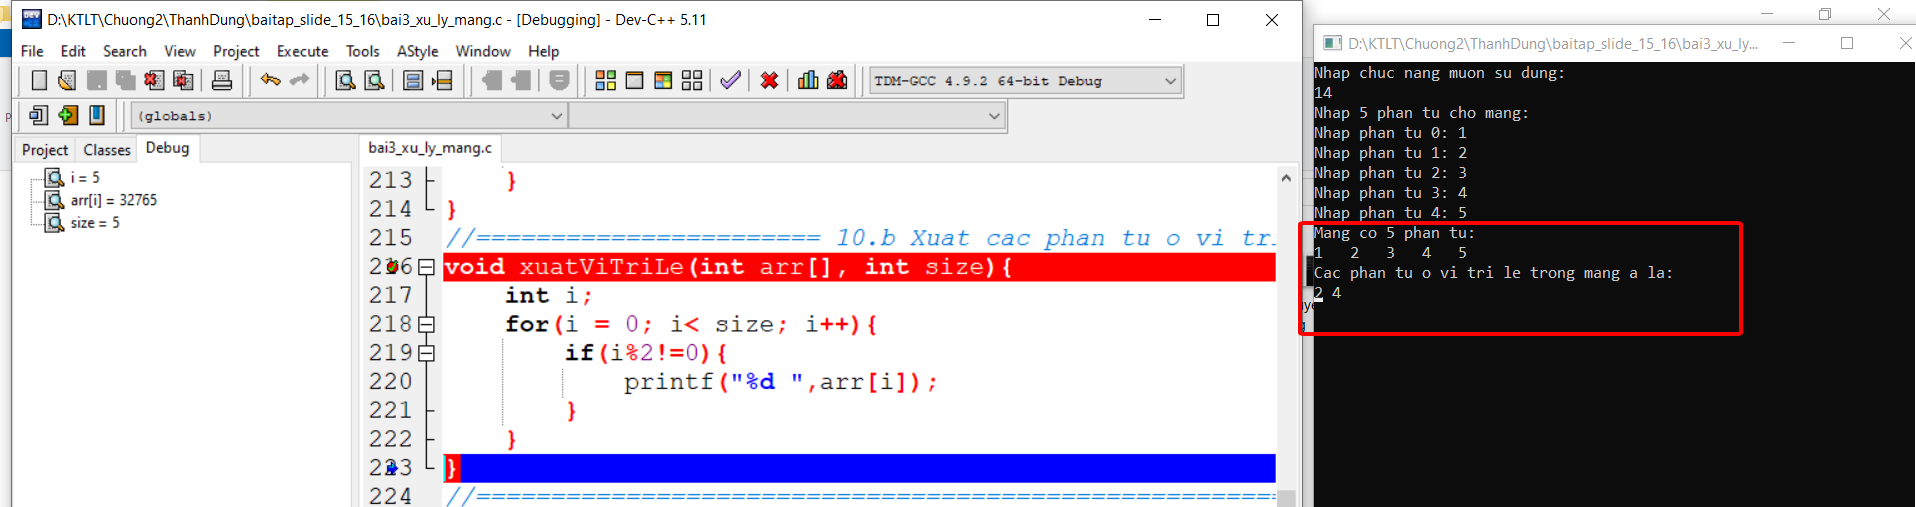 D:\KTLT\Chuong2\ThanhDung\baitap_slide_15_16\bai3_xu_ly_mang.c - [Debugging] - Dev-C++ 5.11
File Edit Search View Project Execute Tools AStyle Window Help
TDM-GCC 4.9.2 64-bit Debug
(globals)
Project Classes Debug
i = 5
arr[i] = 32765
size = 5
bai3_xu_ly_mang.c
213 }
214 }
215 //======================= 10.b Xuat cac phan tu o vi tri
216 void xuatViTriLe(int arr[], int size){
217 int i;
218 for(i = 0; i< size; i++){
219 if(i%2!=0){
220 printf("%d ",arr[i]);
221 }
222 }
223 }
224 //======================================================
D:\KTLT\Chuong2\ThanhDung\baitap_slide_15_16\bai3_xu_ly...
Nhap chuc nang muon su dung:
14
Nhap 5 phan tu cho mang:
Nhap phan tu 0: 1
Nhap phan tu 1: 2
Nhap phan tu 2: 3
Nhap phan tu 3: 4
Nhap phan tu 4: 5
Mang co 5 phan tu:
1 2 3 4 5
Cac phan tu o vi tri le trong mang a la:
2 4